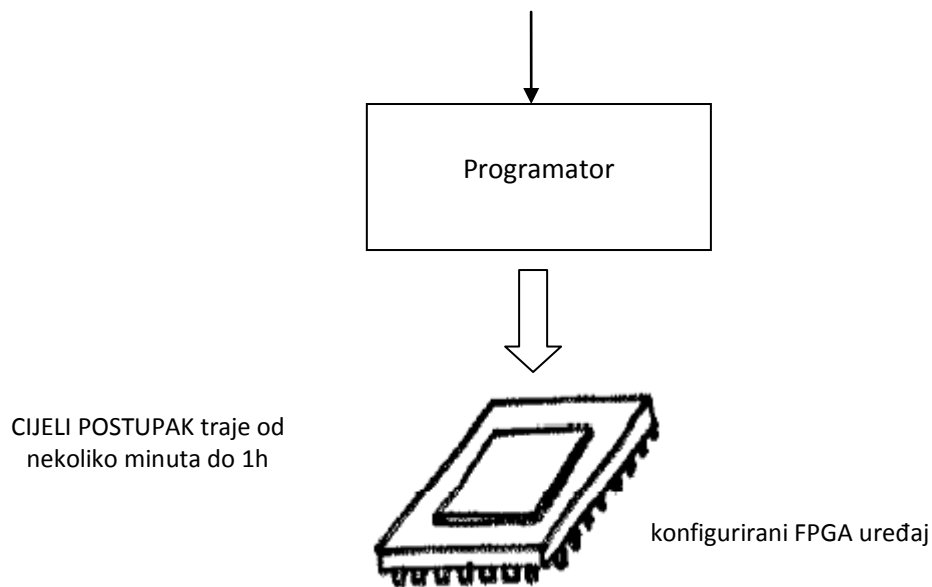 Programator
CIJELI POSTUPAK traje od
nekoliko minuta do 1h
konfigurirani FPGA uređaj